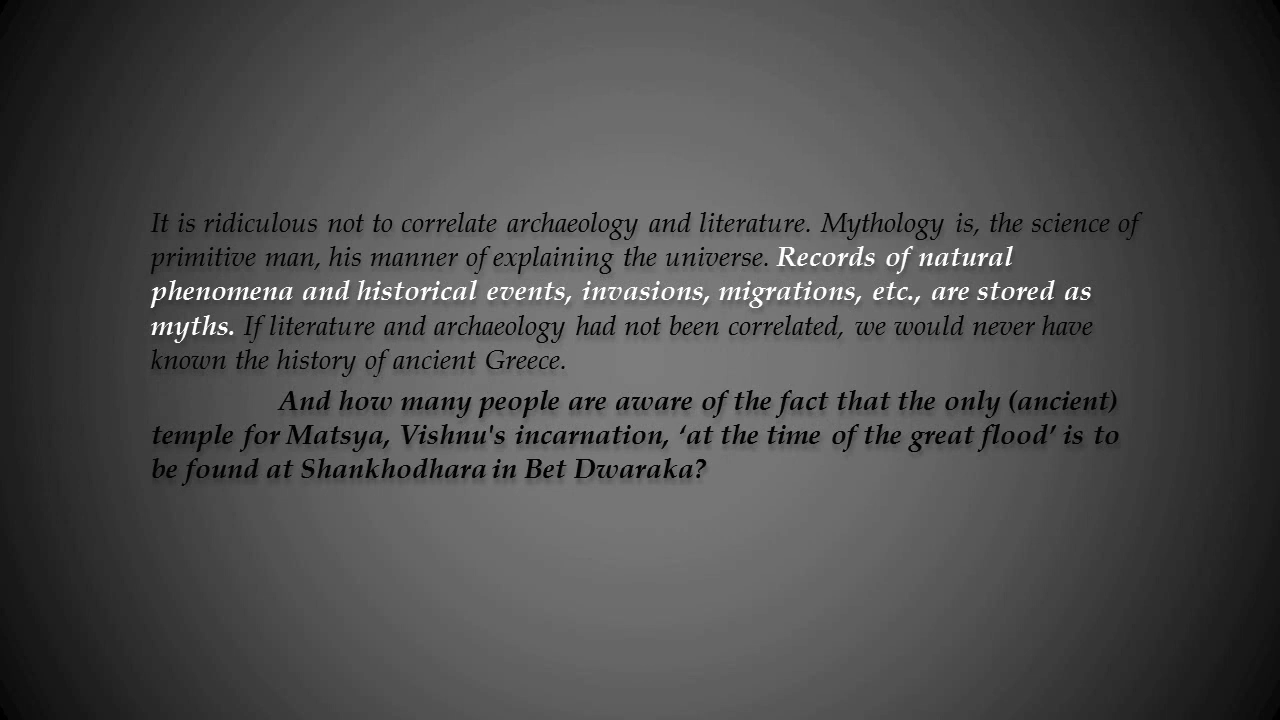 It is ridiculous not to correlate archaeology and literature. Mythology is, the science of
primitive man, his manner of explaining the universe. Records of natural
phenomena and historical events, invasions, migrations, etc., are stored as
myths. If literature and archaeology had not been correlated, we would never have
known the history of ancient Greece.
And how many people are aware of the fact that the only (ancient)
temple for Matsya, Vishnu's incarnation, ‘at the time of the great flood’ is to
be found at Shankhodhara in Bet Dwaraka?